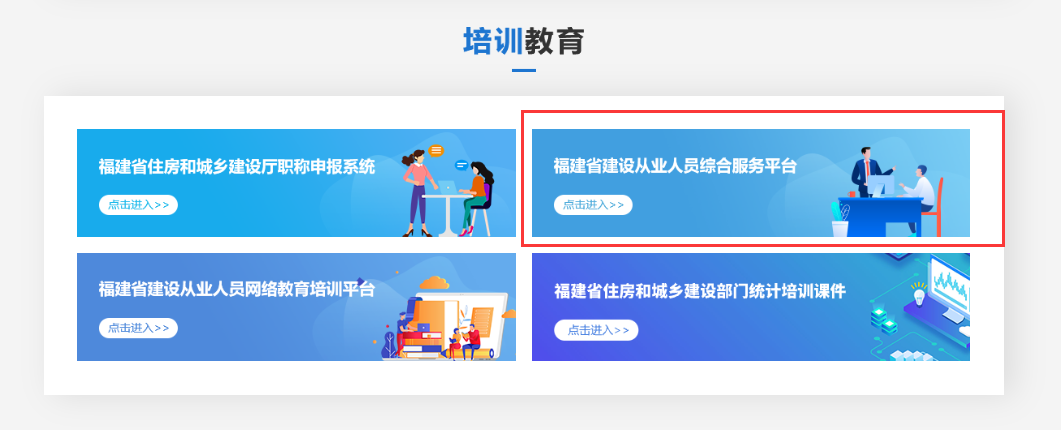 培训教育
福建省住房和城乡建设厅职称申报系统
点击进入>>
福建省建设从业人员综合服务平台
点击进入>>
福建省建设从业人员网络教育培训平台
点击进入>>
福建省住房和城乡建设部门统计培训课件
点击进入>>